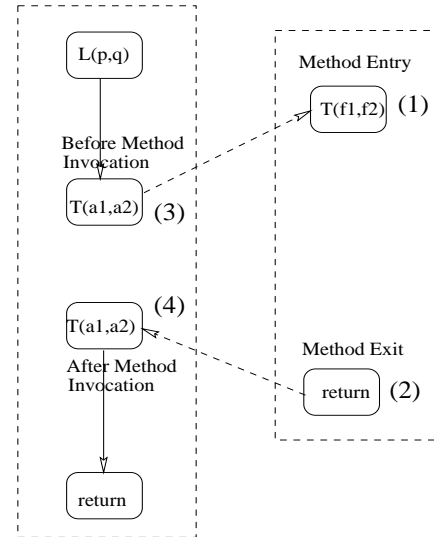 L(p,q)
Before Method
Invocation
T(a1,a2)
(3)
(4)
T(a1,a2)
After Method
Invocation
return
Method Entry
T(f1,f2)
(1)
Method Exit
return
(2)